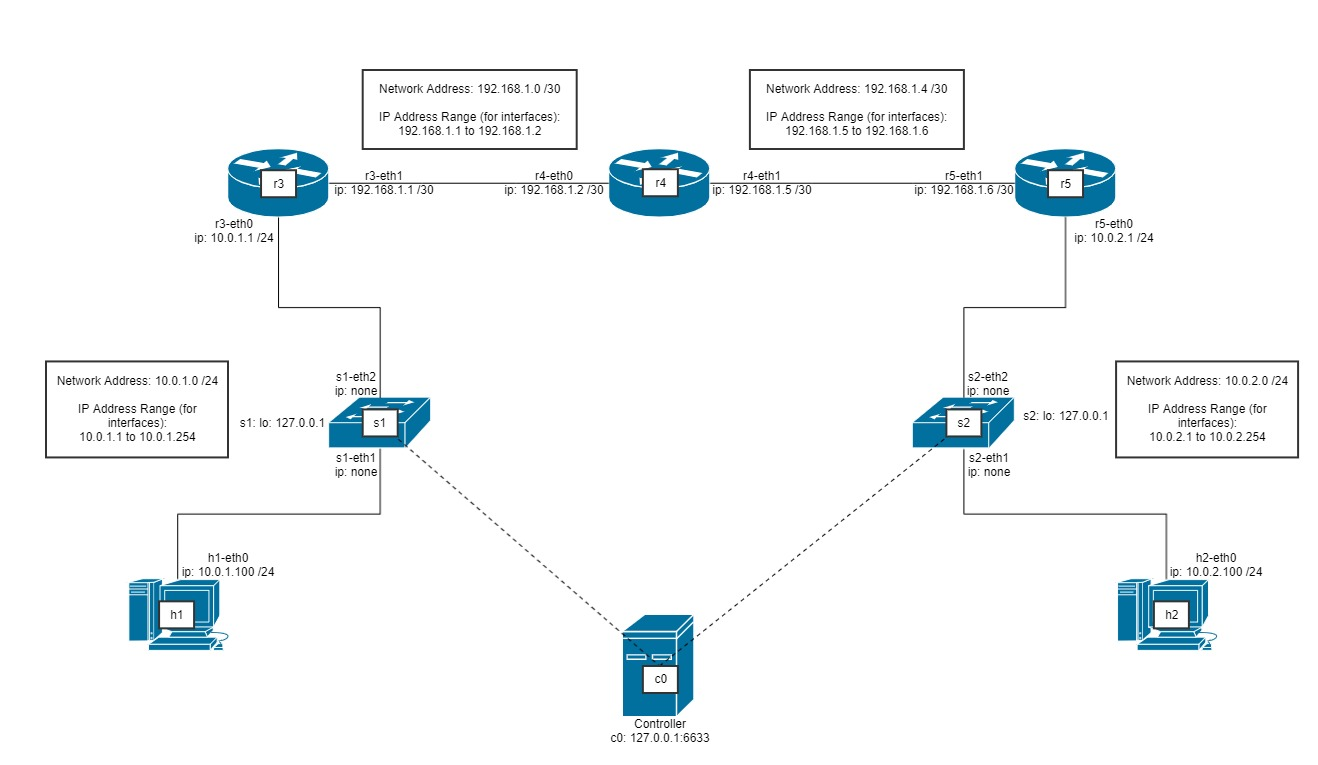 Network Address: 192.168.1.0 /30
IP Address Range (for interfaces):
192.168.1.1 to 192.168.1.2
Network Address: 192.168.1.4 /30
IP Address Range (for interfaces):
192.168.1.5 to 192.168.1.6
r3
r3-eth1
ip: 192.168.1.1 /30
r4-eth0
ip: 192.168.1.2 /30
r4
r4-eth1
ip: 192.168.1.5 /30
r5-eth1
ip: 192.168.1.6 /30
r5
r3-eth0
ip: 10.0.1.1 /24
r5-eth0
ip: 10.0.2.1 /24
Network Address: 10.0.1.0 /24
IP Address Range (for
interfaces):
10.0.1.1 to 10.0.1.254
s1-eth2
ip: none
s1: lo: 127.0.0.1
s1
s1-eth1
ip: none
s2-eth2
ip: none
s2
s2: lo: 127.0.0.1
s2-eth1
ip: none
Network Address: 10.0.2.0 /24
IP Address Range (for
interfaces):
10.0.2.1 to 10.0.2.254
h1-eth0
ip: 10.0.1.100 /24
h1
h2-eth0
ip: 10.0.2.100 /24
h2
c0
Controller
c0: 127.0.0.1:6633